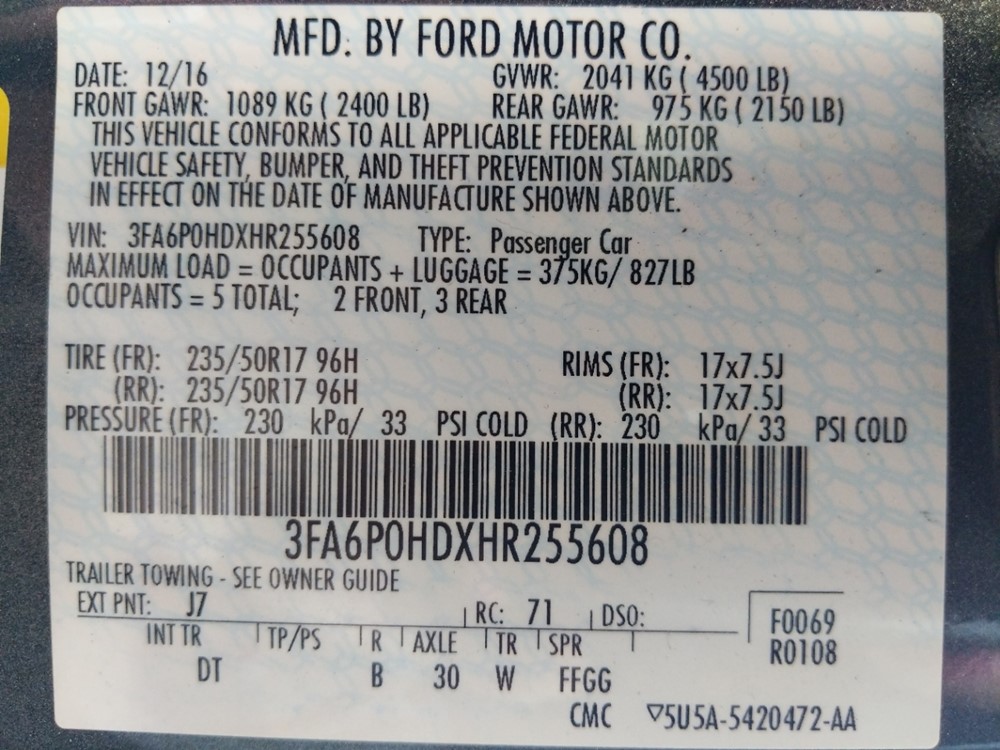 MFD. BY FORD MOTOR CO.
DATE: 12/16 GVWR: 2041 KG ( 4500 LB)
FRONT GAWR: 1089 KG ( 2400 LB) REAR GAWR: 975 KG ( 2150 LB)
THIS VEHICLE CONFORMS TO ALL APPLICABLE FEDERAL MOTOR
VEHICLE SAFETY, BUMPER, AND THEFT PREVENTION STANDARDS
IN EFFECT ON THE DATE OF MANUFACTURE SHOWN ABOVE.
VIN: 3FA6P0HDXHR255608 TYPE: Passenger Car
MAXIMUM LOAD = OCCUPANTS + LUGGAGE = 375KG/ 827LB
OCCUPANTS = 5 TOTAL; 2 FRONT, 3 REAR
TIRE (FR): 235/50R17 96H RIMS (FR): 17x7.5J
(RR): 235/50R17 96H (RR): 17x7.5J
PRESSURE (FR): 230 kPa/ 33 PSI COLD (RR): 230 kPa/ 33 PSI COLD
3FA6P0HDXHR255608
TRAILER TOWING - SEE OWNER GUIDE
EXT PNT: J7 RC: 71 DSO: F0069
INT TR TP/PS R AXLE TR SPR R0108
DT B 30 W FFGG
CMC ▽5U5A-5420472-AA